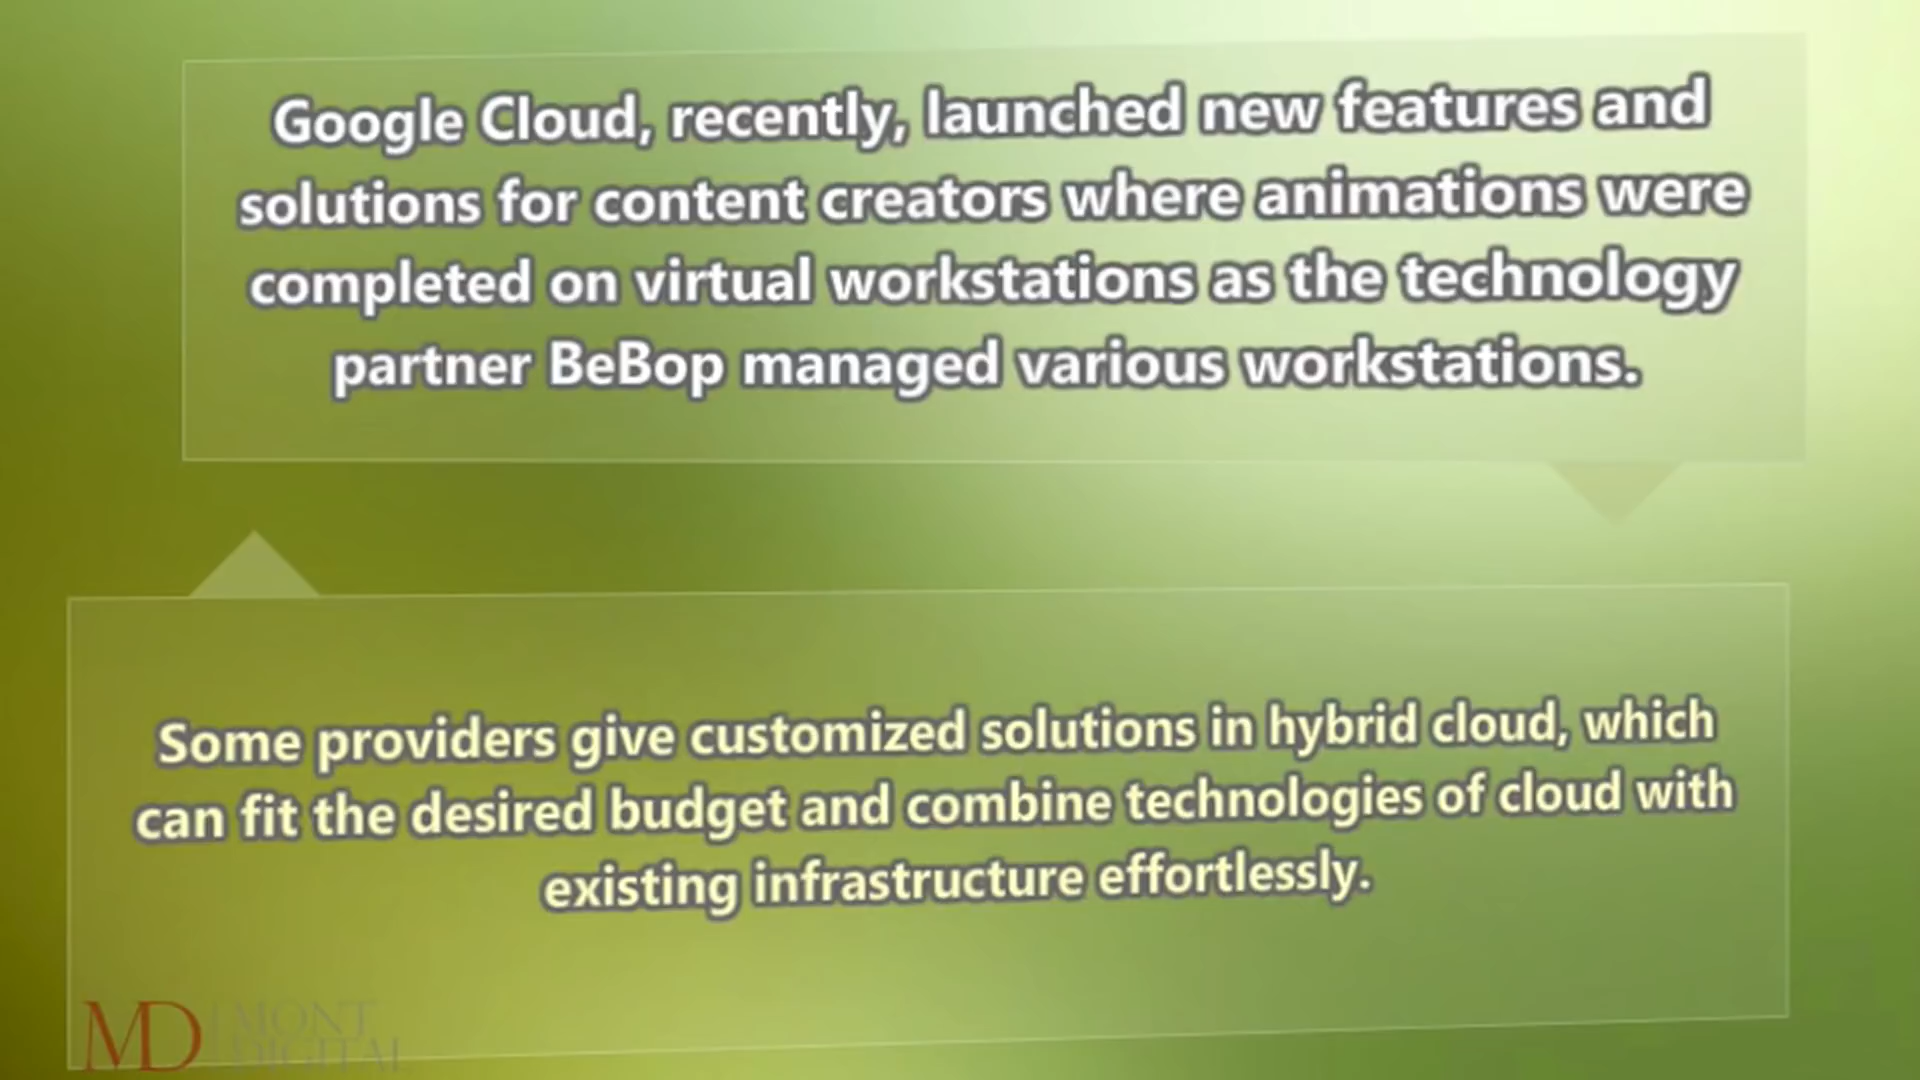 Google Cloud, recently, launched new features and
solutions for content creators where animations were
completed on virtual workstations as the technology
partner BeBop managed various workstations.
Some providers give customized solutions in hybrid cloud, which
can fit the desired budget and combine technologies of cloud with
existing infrastructure effortlessly.
MD MONT
DIGITAL